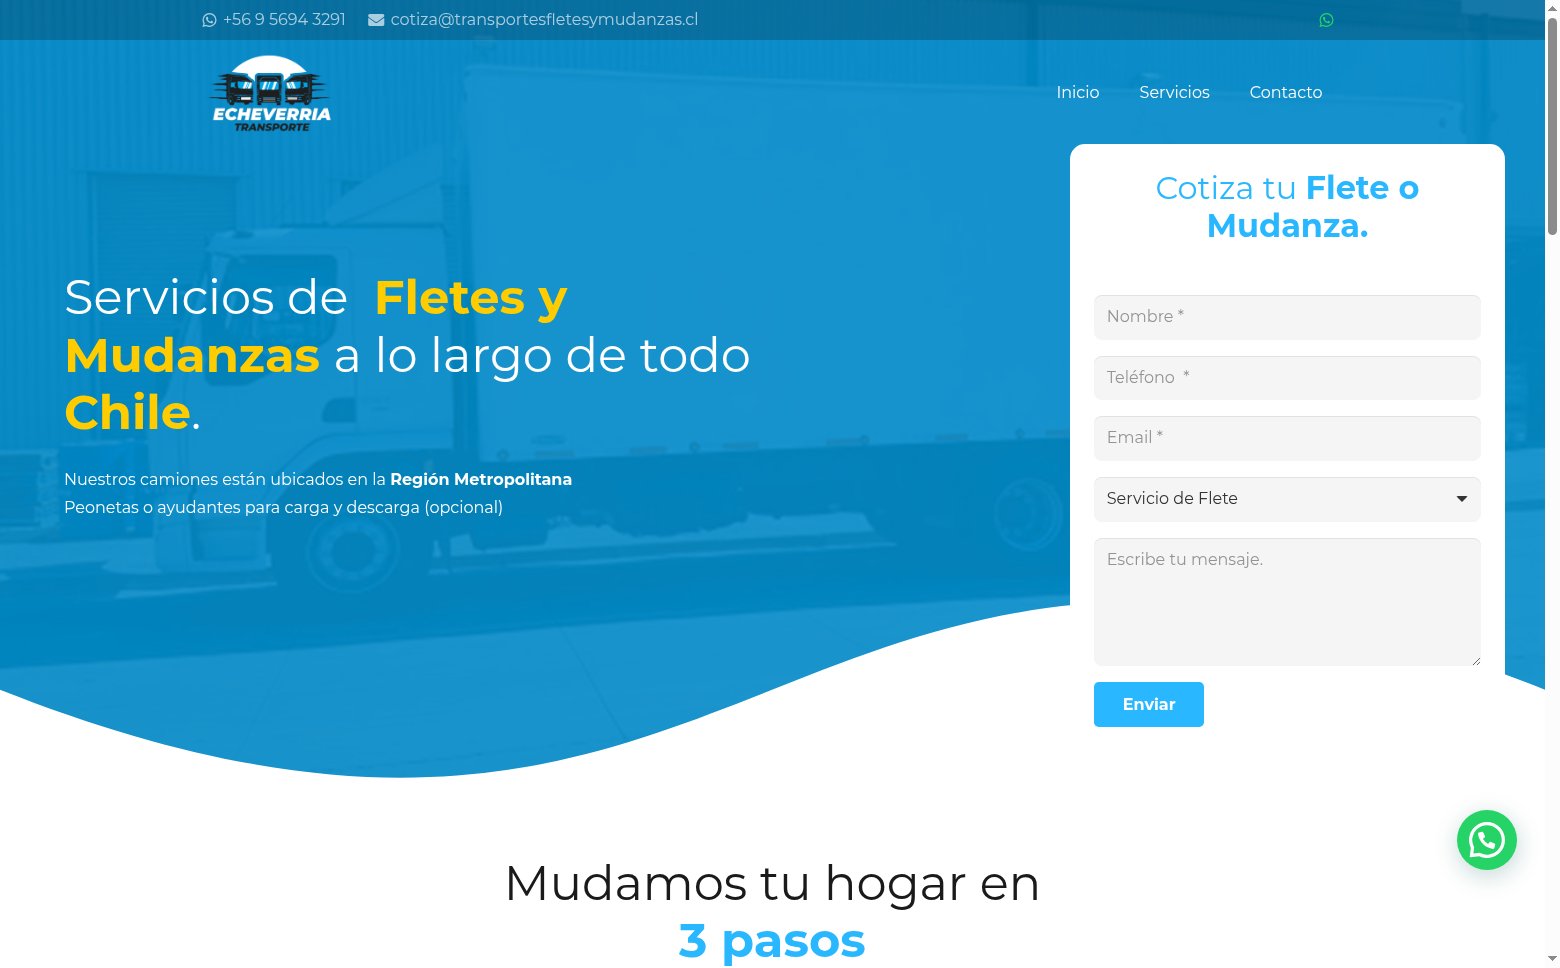 +56 9 5694 3291 cotiza@transportesfletesymudanzas.cl
ECHEVERRIA
TRANSPORTE
Inicio Servicios Contacto
Servicios de Fletes y
Mudanzas a lo largo de todo
Chile.
Nuestros camiones están ubicados en la Región Metropolitana
Peonetas o ayudantes para carga y descarga (opcional)
Cotiza tu Flete o
Mudanza.
Nombre *
Teléfono *
Email *
Servicio de Flete
Escribe tu mensaje.
Enviar
Mudamos tu hogar en
3 pasos